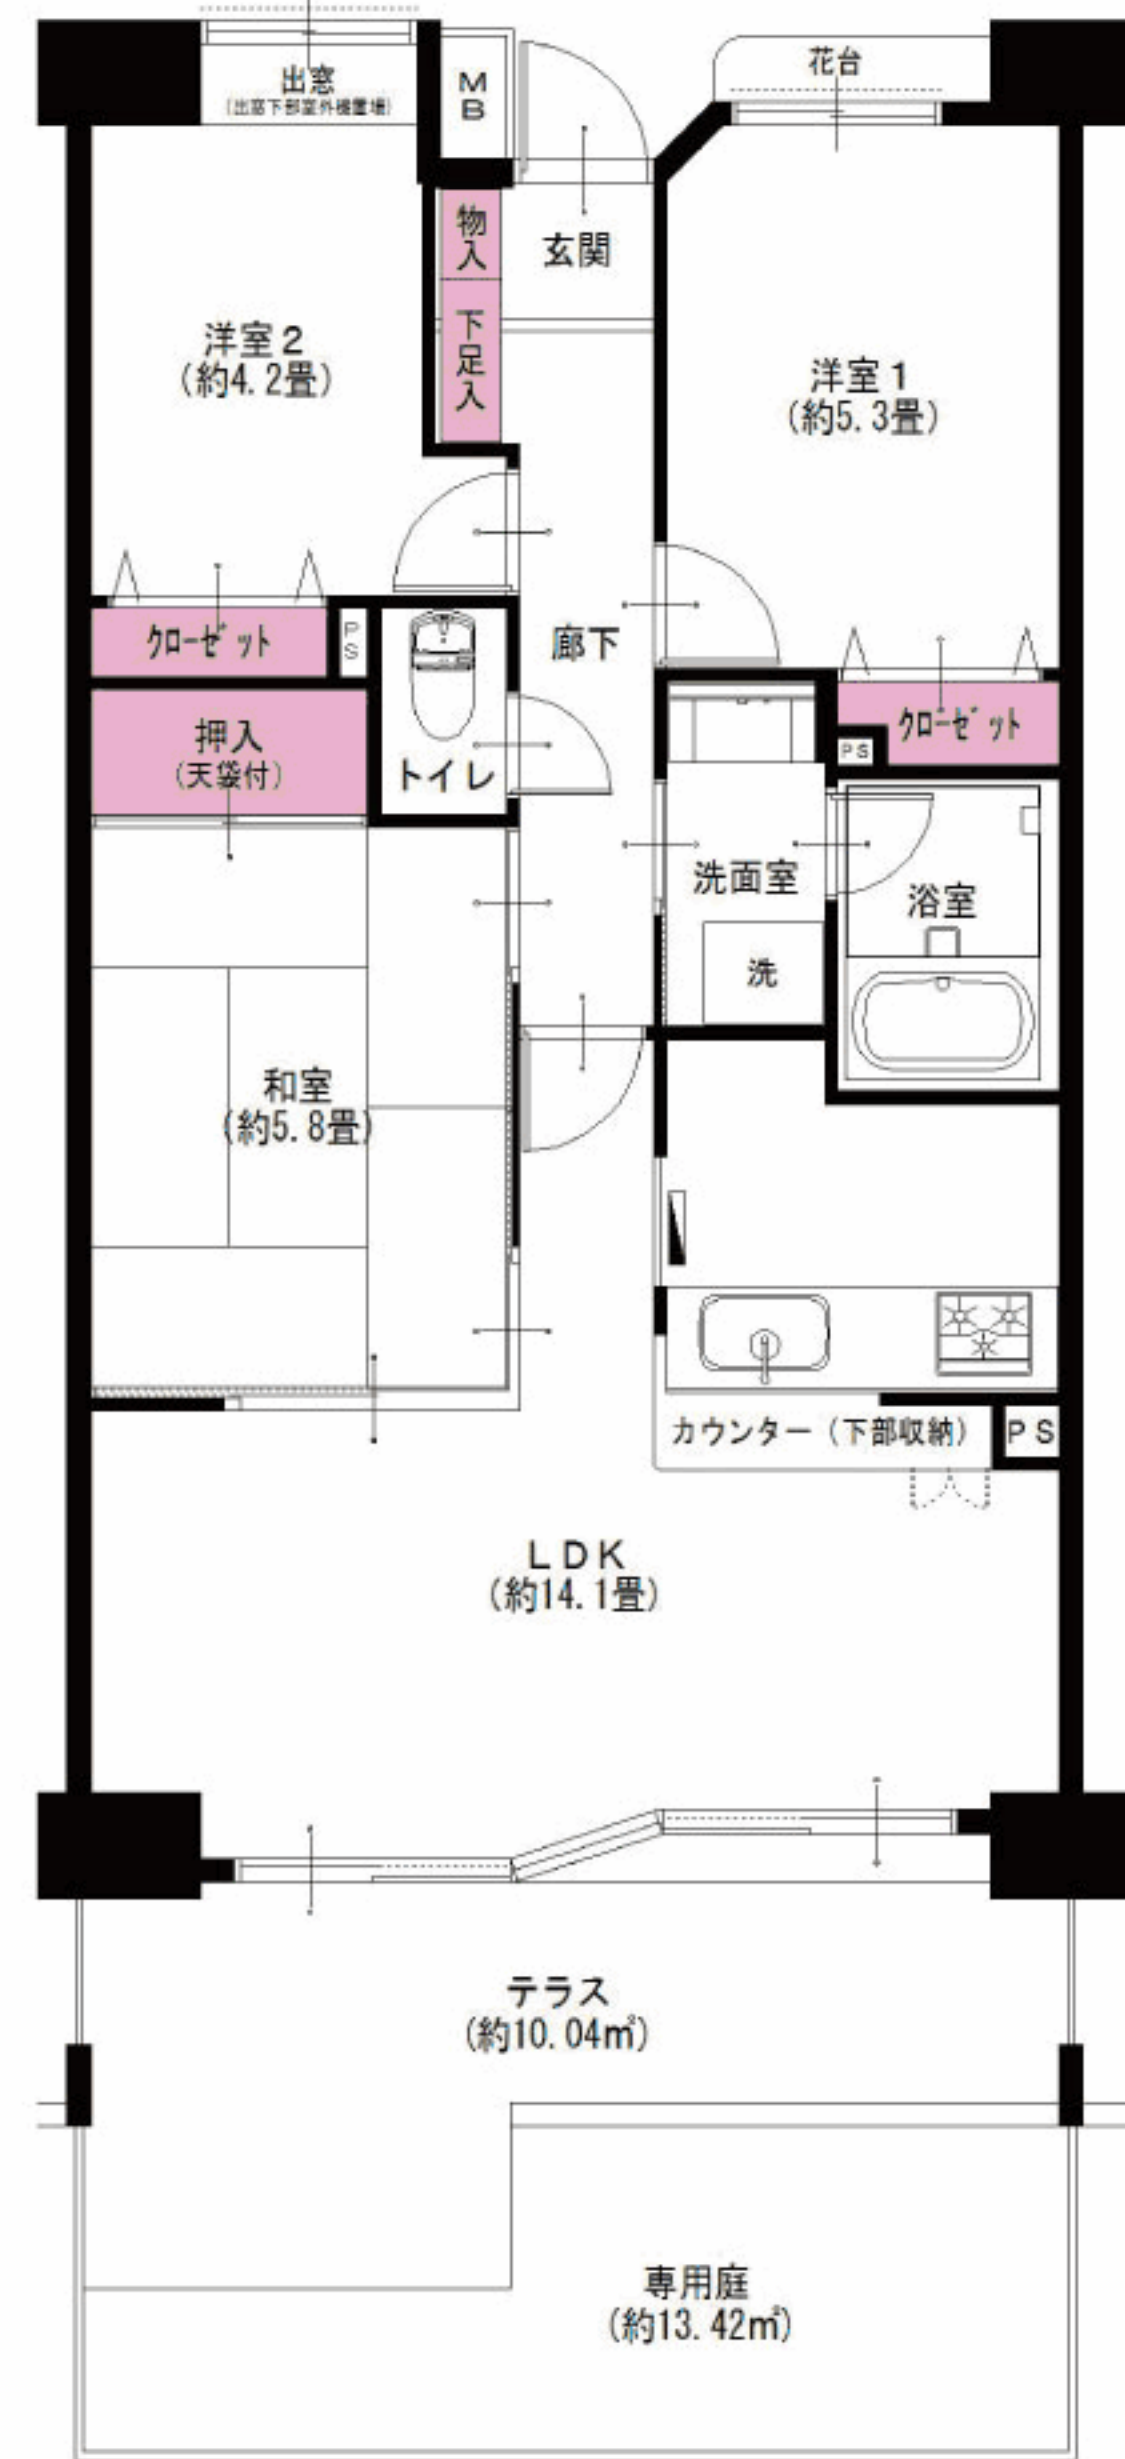 出窓
(出窓下部室外機置場)
MB
花台
物入
玄関
下足入
洋室2
(約4.2畳)
洋室1
(約5.3畳)
クローゼット
PS
廊下
押入
(天袋付)
トイレ
クローゼット
PS
洗面室
浴室
洗
和室
(約5.8畳)
カウンター(下部収納)
PS
LDK
(約14.1畳)
テラス
(約10.04㎡)
専用庭
(約13.42㎡)